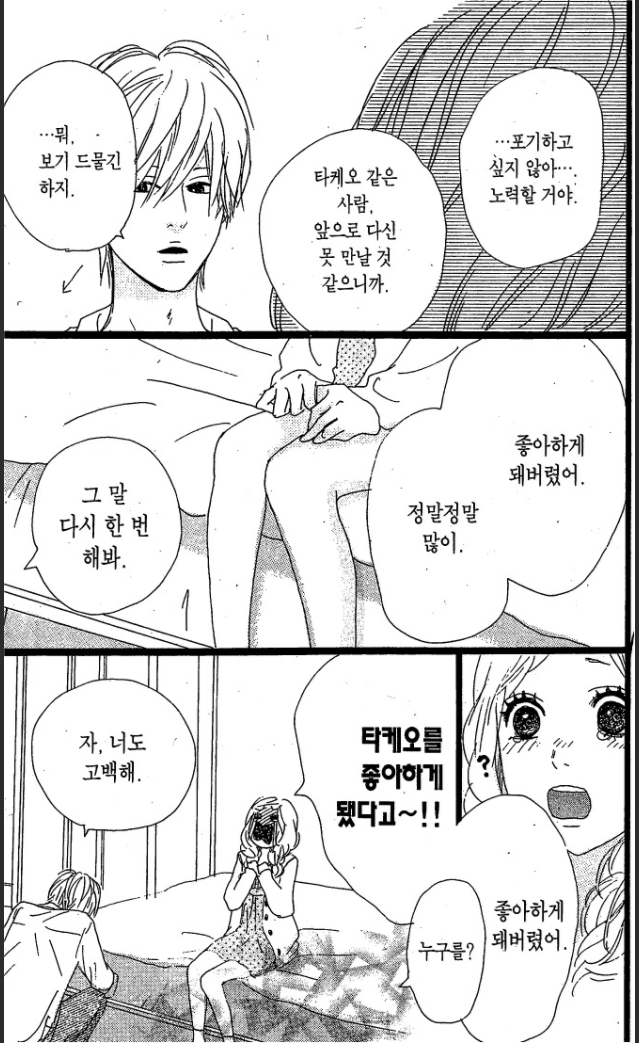 …포기하고
싶지 않아….
노력할 거야.
타케오 같은
사람,
앞으로 다신
못 만날 것
같으니까.
…뭐,
보기 드물긴
하지.
좋아하게
돼버렸어.
정말정말
많이.
그 말
다시 한 번
해봐.
?
좋아하게
돼버렸어.
누구를?
타케오를
좋아하게
됐다고~!!
자, 너도
고백해.